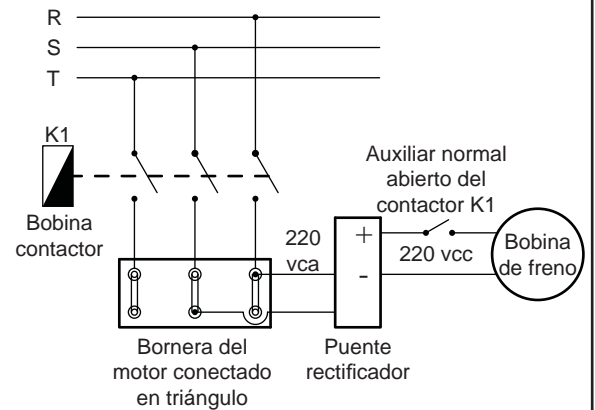 R
S
T
K1
Bobina
contactor
Auxiliar normal
abierto del
contactor K1
220
vca
+
-
220 vcc
Bobina
de freno
Bornera del
motor conectado
en triángulo
Puente
rectificador